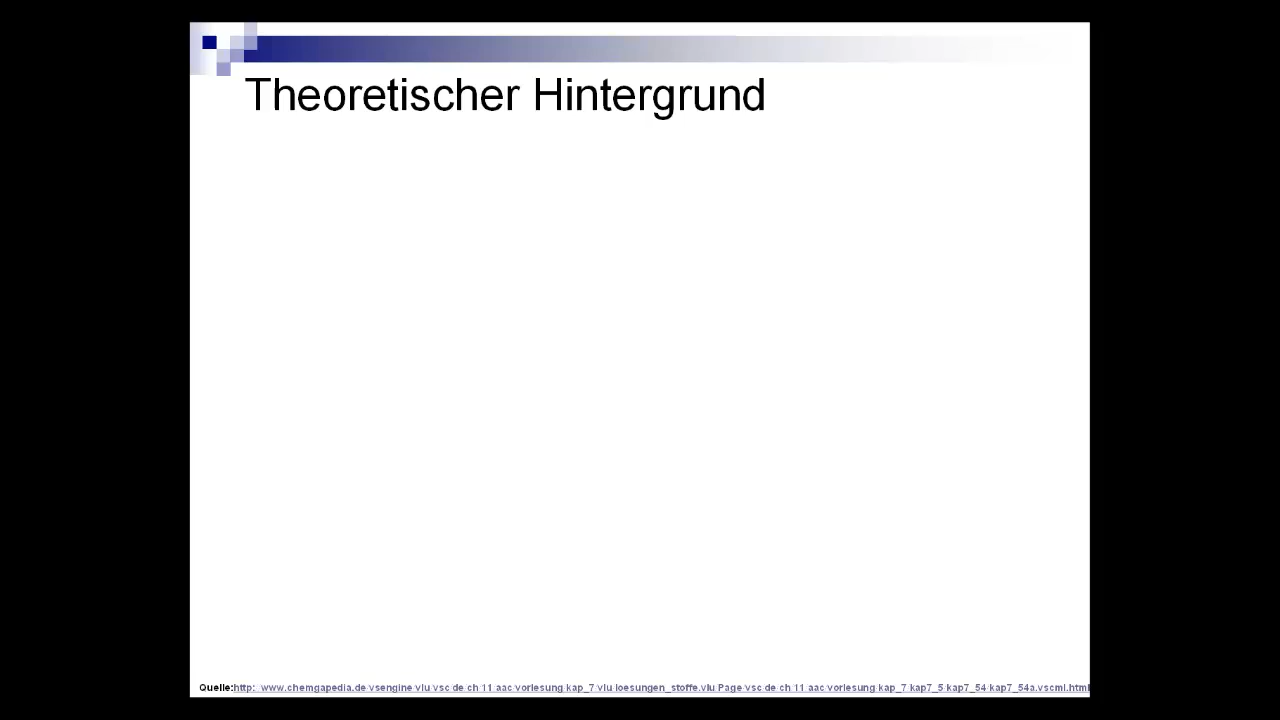 Theoretischer Hintergrund
Quelle:http: www.chemgapedia.de vsengine vlu vsc de ch 11 aac vorlesung kap_7 vlu loesungen_stoffe.vlu Page vsc de ch 11 aac vorlesung kap_7 kap7_5 kap7_54 kap7_54a.vscml.html